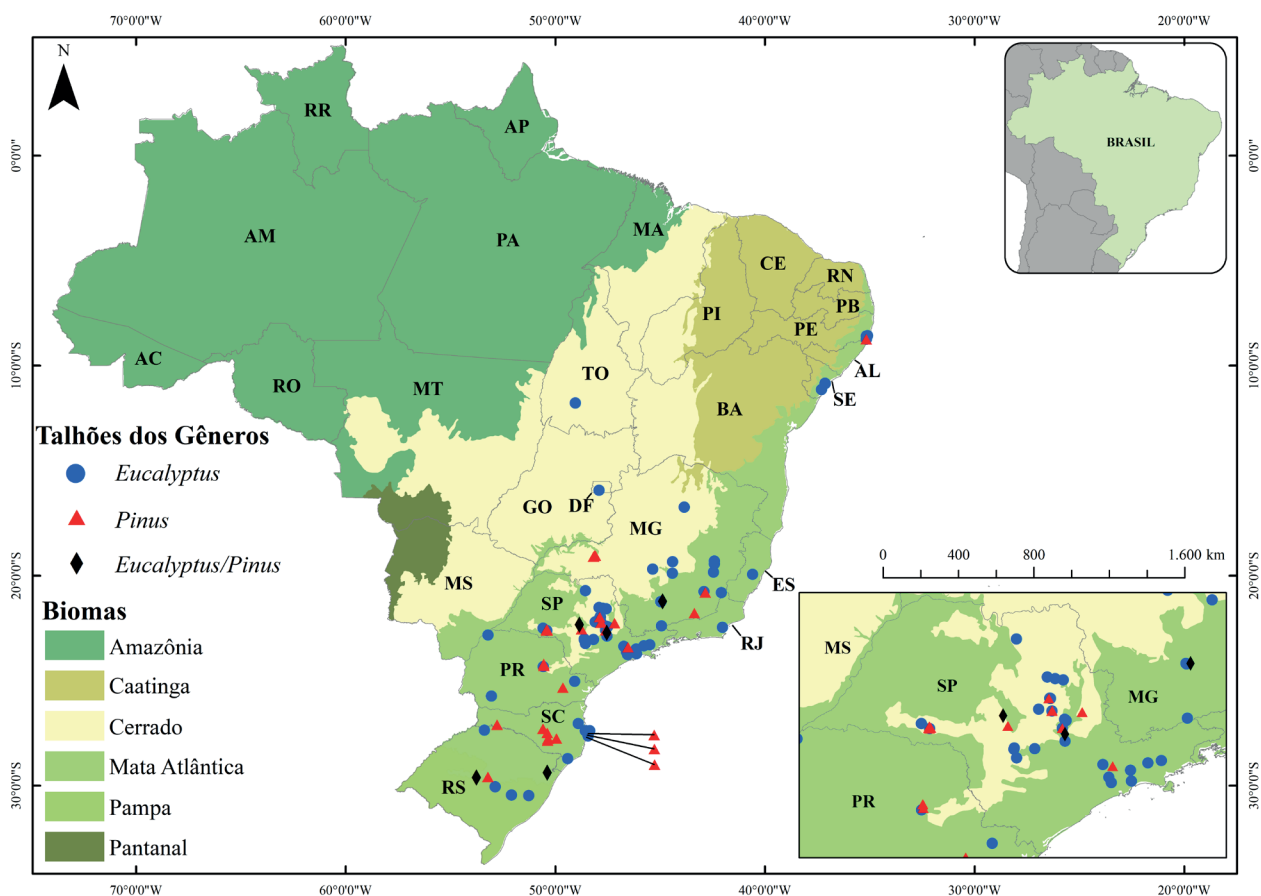 70°0'0"W 60°0'0"W 50°0'0"W 40°0'0"W 30°0'0"W 20°0'0"W
N
RR
AP
BRASIL
0°0'0" 0°0'0"
AM
PA
MA
CE
RN
PB
PI
PE
AL
SE
AC
RO
MT
TO
BA
10°0'0"S 10°0'0"S
Talhões dos Gêneros
Eucalyptus
Pinus
Eucalyptus/Pinus
GO
DF
MG
MS
ES
SP
RJ
PR
SC
RS
20°0'0"S 20°0'0"S
0 400 800 1.600 km
MS
SP
MG
PR
Biomas
Amazônia
Caatinga
Cerrado
Mata Atlântica
Pampa
Pantanal
30°0'0"S 30°0'0"S
70°0'0"W 60°0'0"W 50°0'0"W 40°0'0"W 30°0'0"W 20°0'0"W